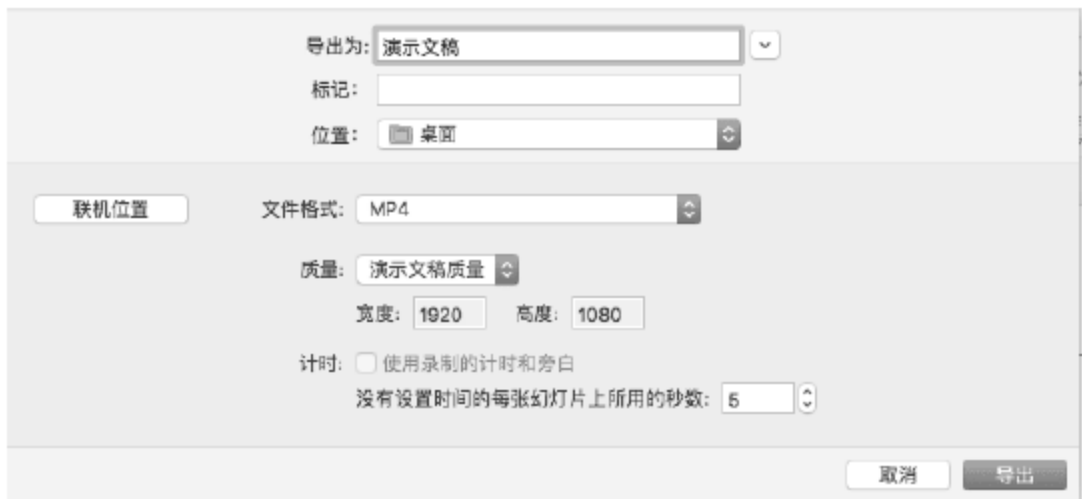 导出为: 演示文稿
标记:
位置: 桌面
联机位置 文件格式: MP4
质量: 演示文稿质量
宽度: 1920 高度: 1080
计时: 使用录制的计时和旁白
没有设置时间的每张幻灯片上所用的秒数: 5
取消 导出